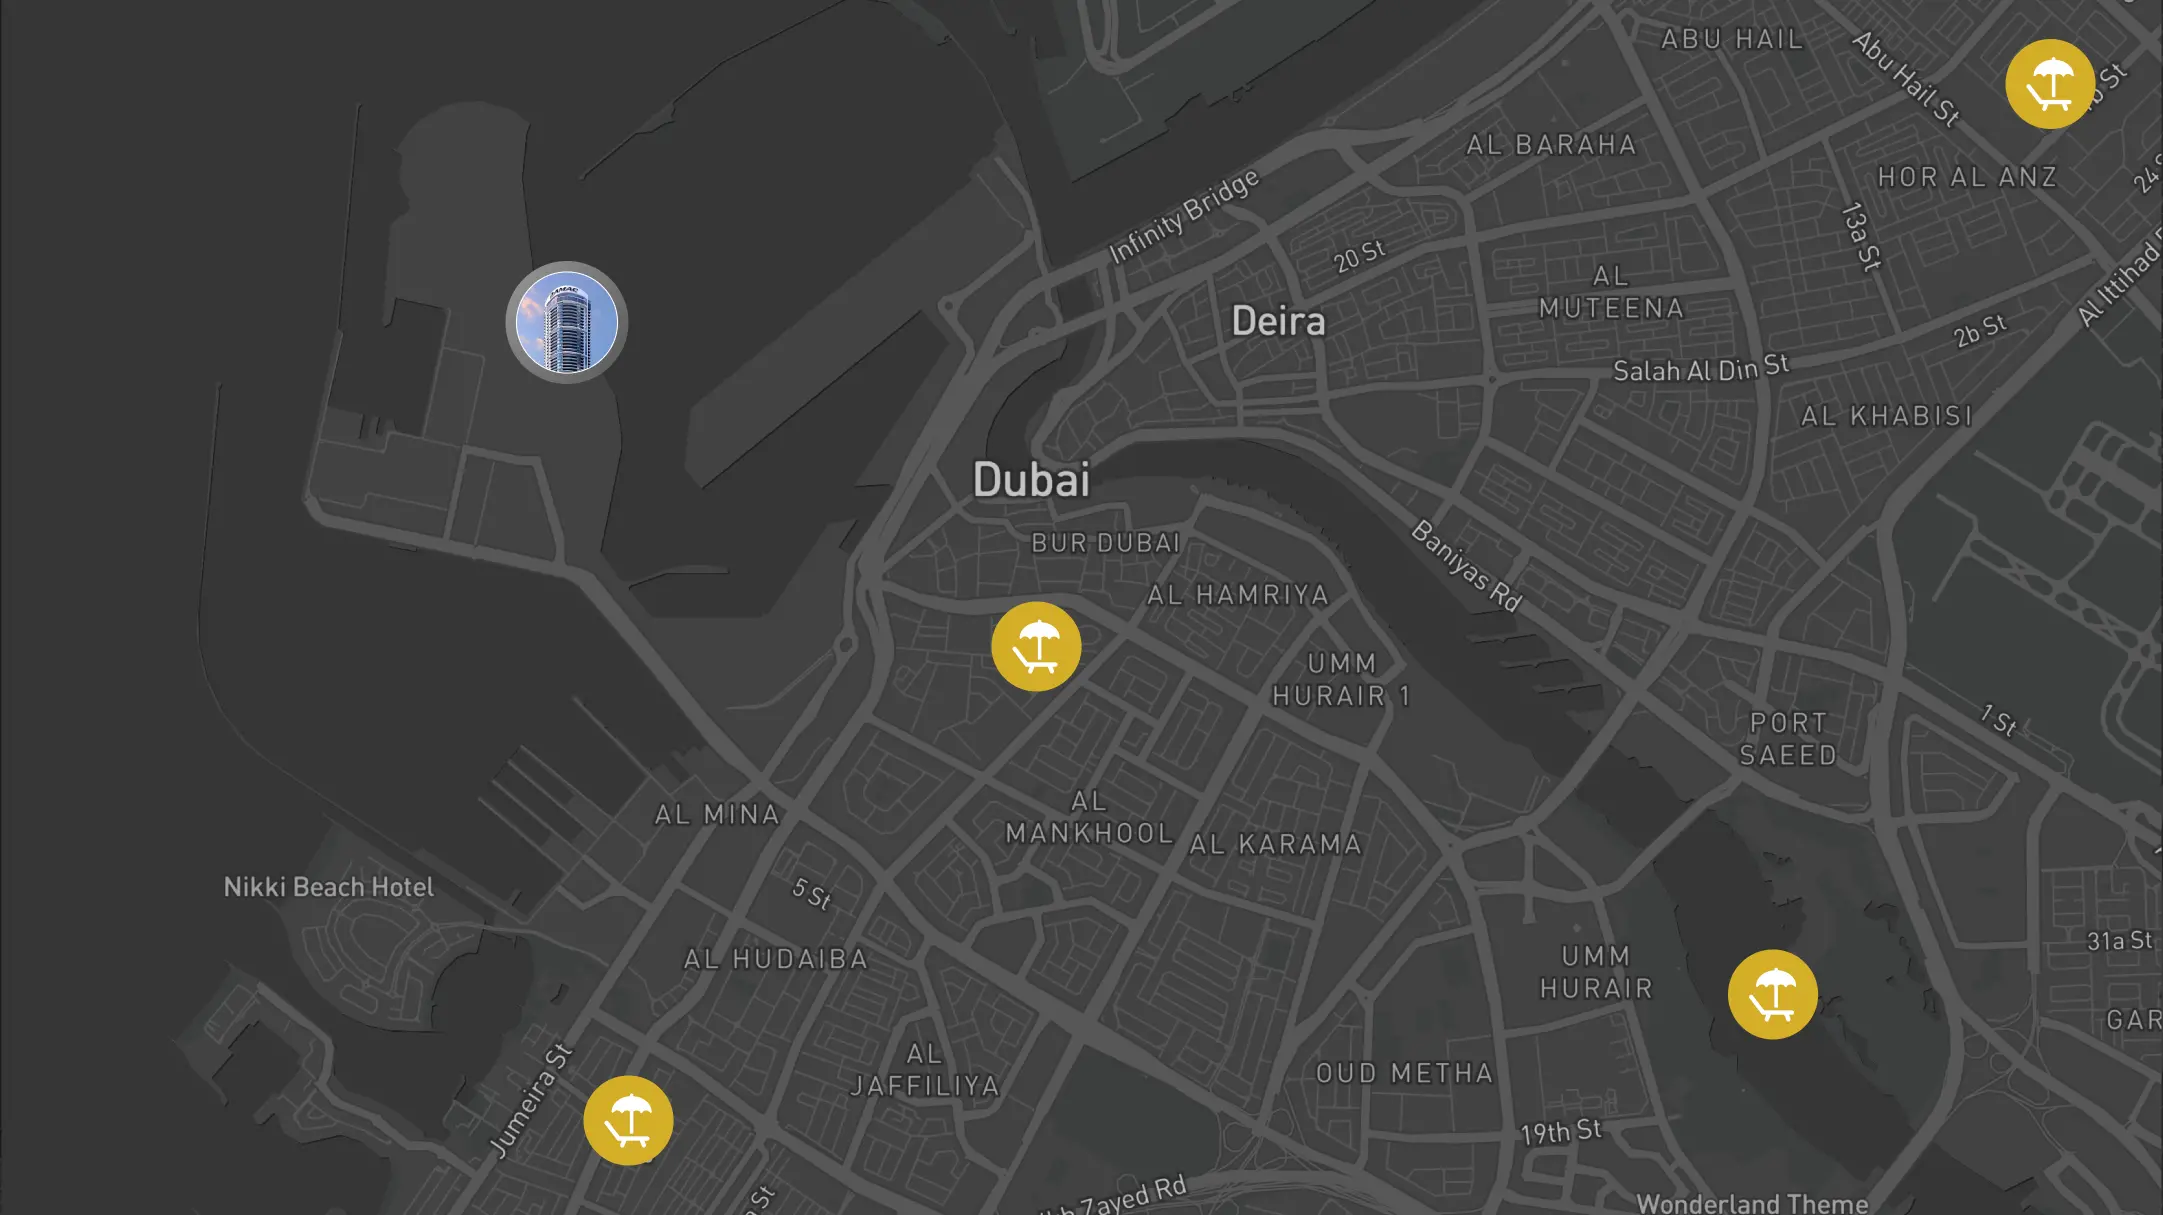 ABU HAIL
Abu Hail St
AL BARAHA
HOR AL ANZ
Infinity Bridge
13a St
20 St
AL
MUTEENA
Al Ittihad
Deira
2b St
Salah Al Din St
AL KHABISI
DAMAC
Dubai
BUR DUBAI
Baniyas Rd
AL HAMRIYA
UMM
HURAIR 1
PORT
SAEED
1 St
AL MINA
AL
MANKHOOL
AL KARAMA
Nikki Beach Hotel
5 St
31a St
AL HUDAIBA
UMM
HURAIR
GAR
AL
JAFFILIYA
OUD METHA
Jumeira St
19th St
Zayed Rd
St
Wonderland Theme